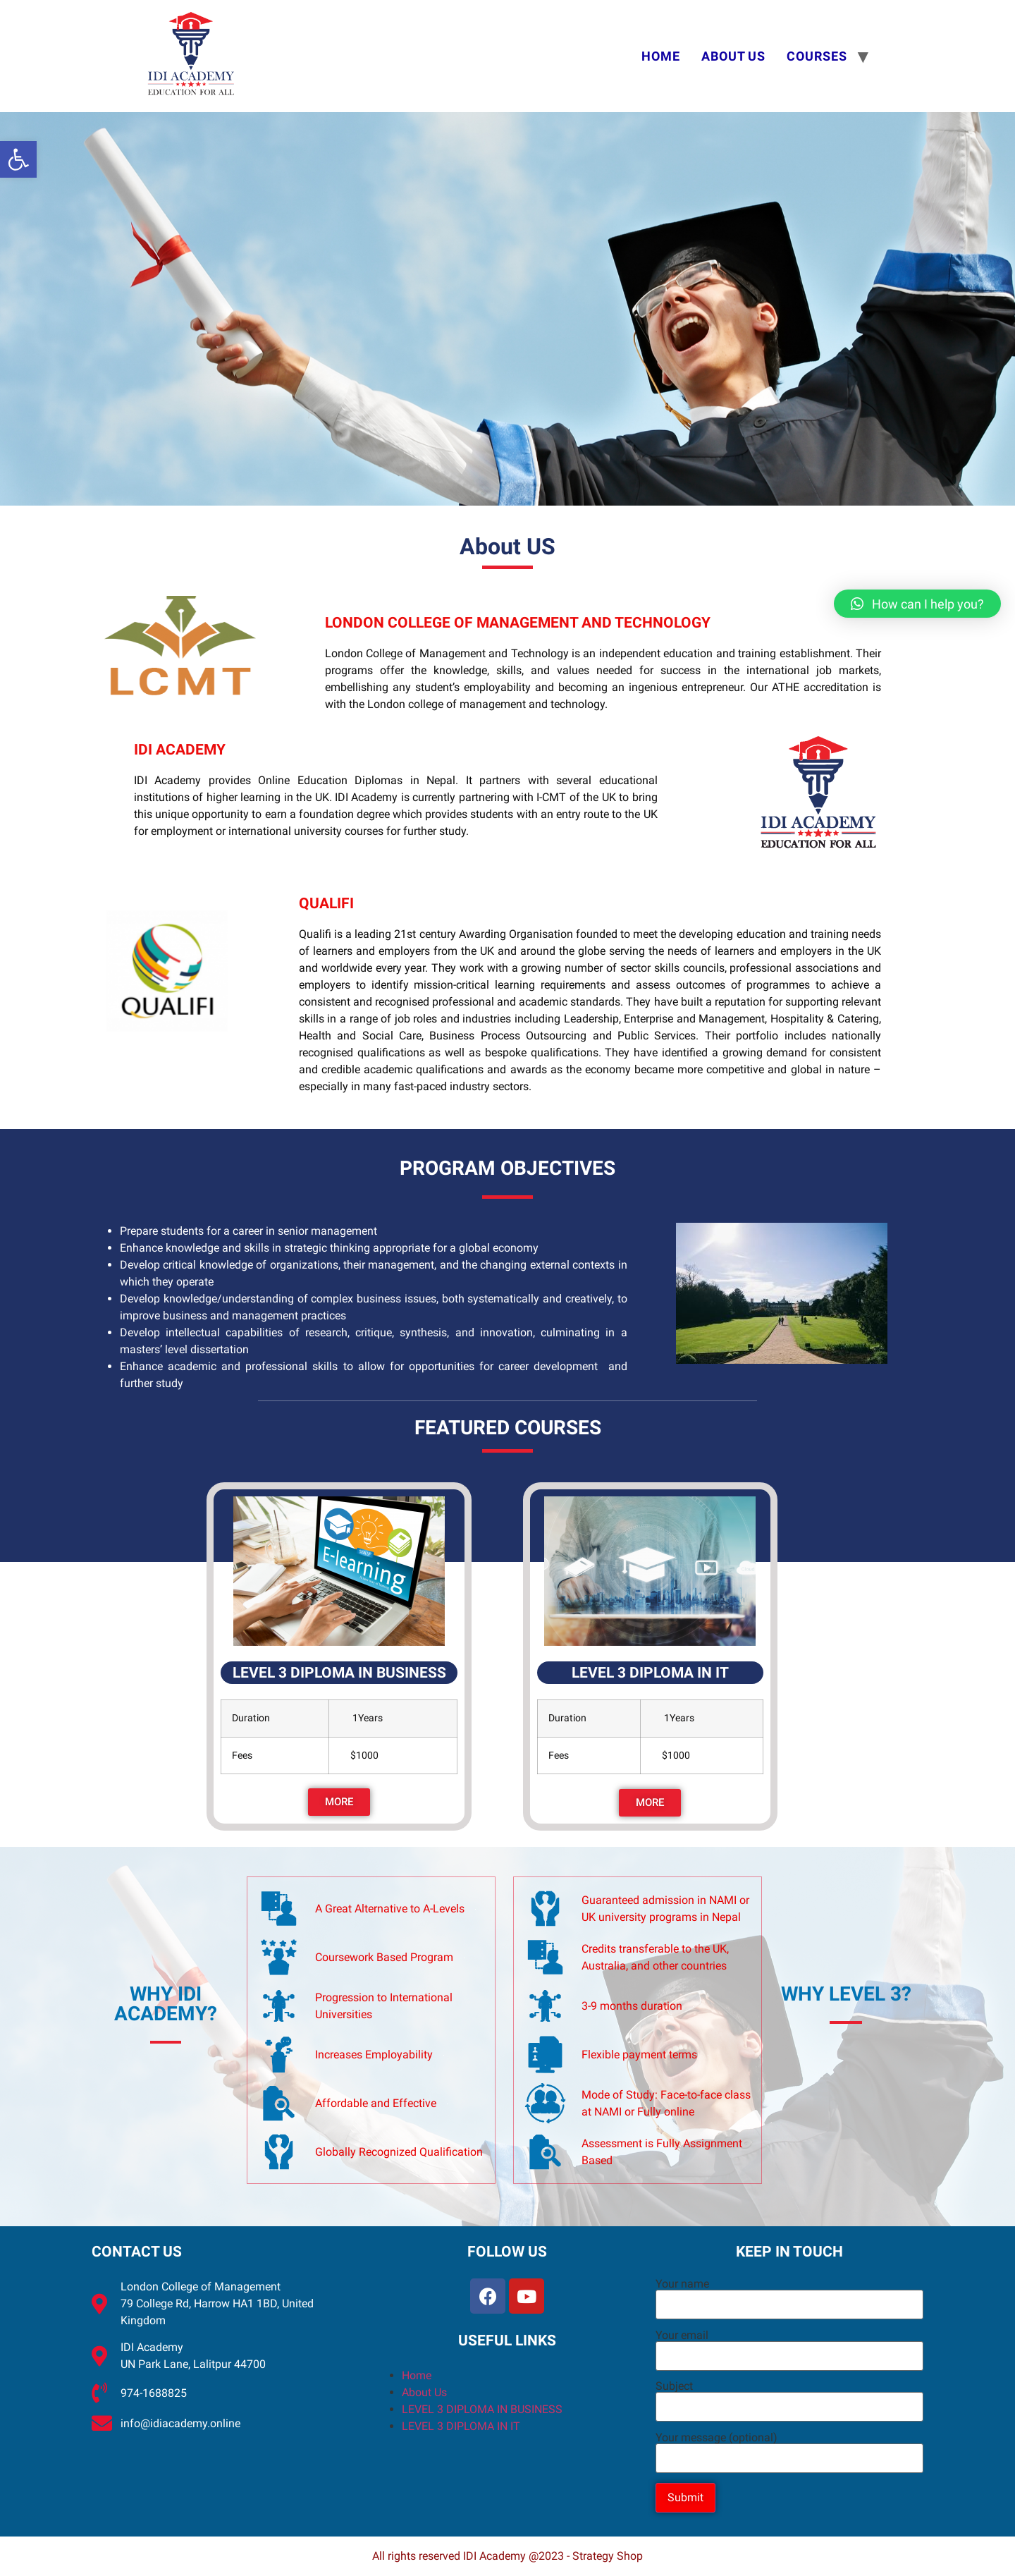 IDI ACADEMY
EDUCATION FOR ALL
HOME
ABOUT US
COURSES
About US
How can I help you?
LCMT
LONDON COLLEGE OF MANAGEMENT AND TECHNOLOGY
London College of Management and Technology is an independent education and training establishment. Their
programs offer the knowledge, skills, and values needed for success in the international job markets,
embellishing any student’s employability and becoming an ingenious entrepreneur. Our ATHE accreditation is
with the London college of management and technology.
IDI ACADEMY
IDI Academy provides Online Education Diplomas in Nepal. It partners with several educational
institutions of higher learning in the UK. IDI Academy is currently partnering with I-CMT of the UK to bring
this unique opportunity to earn a foundation degree which provides students with an entry route to the UK
for employment or international university courses for further study.
IDI ACADEMY
EDUCATION FOR ALL
QUALIFI
QUALIFI
Qualifi is a leading 21st century Awarding Organisation founded to meet the developing education and training needs
of learners and employers from the UK and around the globe serving the needs of learners and employers in the UK
and worldwide every year. They work with a growing number of sector skills councils, professional associations and
employers to identify mission-critical learning requirements and assess outcomes of programmes to achieve a
consistent and recognised professional and academic standards. They have built a reputation for supporting relevant
skills in a range of job roles and industries including Leadership, Enterprise and Management, Hospitality & Catering,
Health and Social Care, Business Process Outsourcing and Public Services. Their portfolio includes nationally
recognised qualifications as well as bespoke qualifications. They have identified a growing demand for consistent
and credible academic qualifications and awards as the economy became more competitive and global in nature –
especially in many fast-paced industry sectors.
PROGRAM OBJECTIVES
Prepare students for a career in senior management
Enhance knowledge and skills in strategic thinking appropriate for a global economy
Develop critical knowledge of organizations, their management, and the changing external contexts in
which they operate
Develop knowledge/understanding of complex business issues, both systematically and creatively, to
improve business and management practices
Develop intellectual capabilities of research, critique, synthesis, and innovation, culminating in a
masters’ level dissertation
Enhance academic and professional skills to allow for opportunities for career development and
further study
FEATURED COURSES
E-learning
LEVEL 3 DIPLOMA IN BUSINESS
Duration 1Years
Fees $1000
MORE
LEVEL 3 DIPLOMA IN IT
Duration 1Years
Fees $1000
MORE
WHY IDI
ACADEMY?
A Great Alternative to A-Levels
Coursework Based Program
Progression to International
Universities
Increases Employability
Affordable and Effective
Globally Recognized Qualification
Guaranteed admission in NAMI or
UK university programs in Nepal
Credits transferable to the UK,
Australia, and other countries
3-9 months duration
Flexible payment terms
Mode of Study: Face-to-face class
at NAMI or Fully online
Assessment is Fully Assignment
Based
WHY LEVEL 3?
CONTACT US
London College of Management
79 College Rd, Harrow HA1 1BD, United
Kingdom
IDI Academy
UN Park Lane, Lalitpur 44700
974-1688825
info@idiacademy.online
FOLLOW US
USEFUL LINKS
Home
About Us
LEVEL 3 DIPLOMA IN BUSINESS
LEVEL 3 DIPLOMA IN IT
KEEP IN TOUCH
Your name
Your email
Subject
Your message (optional)
Submit
All rights reserved IDI Academy @2023 - Strategy Shop